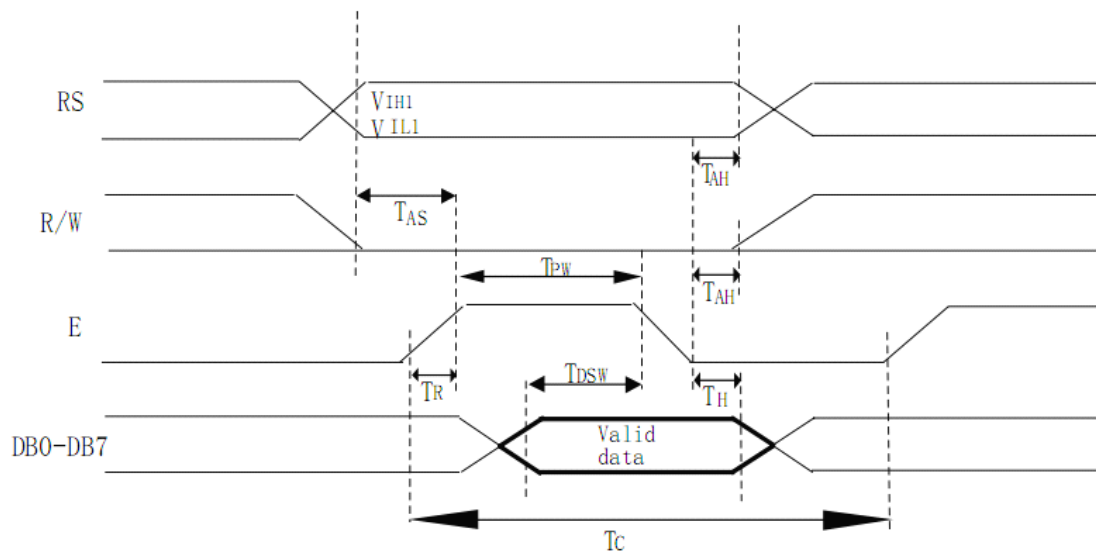 RS
VIH1
VIL1
TAH
R/W
TAS
TPW
TAH
E
TR
TDSW
TH
DB0-DB7
Valid
data
TC